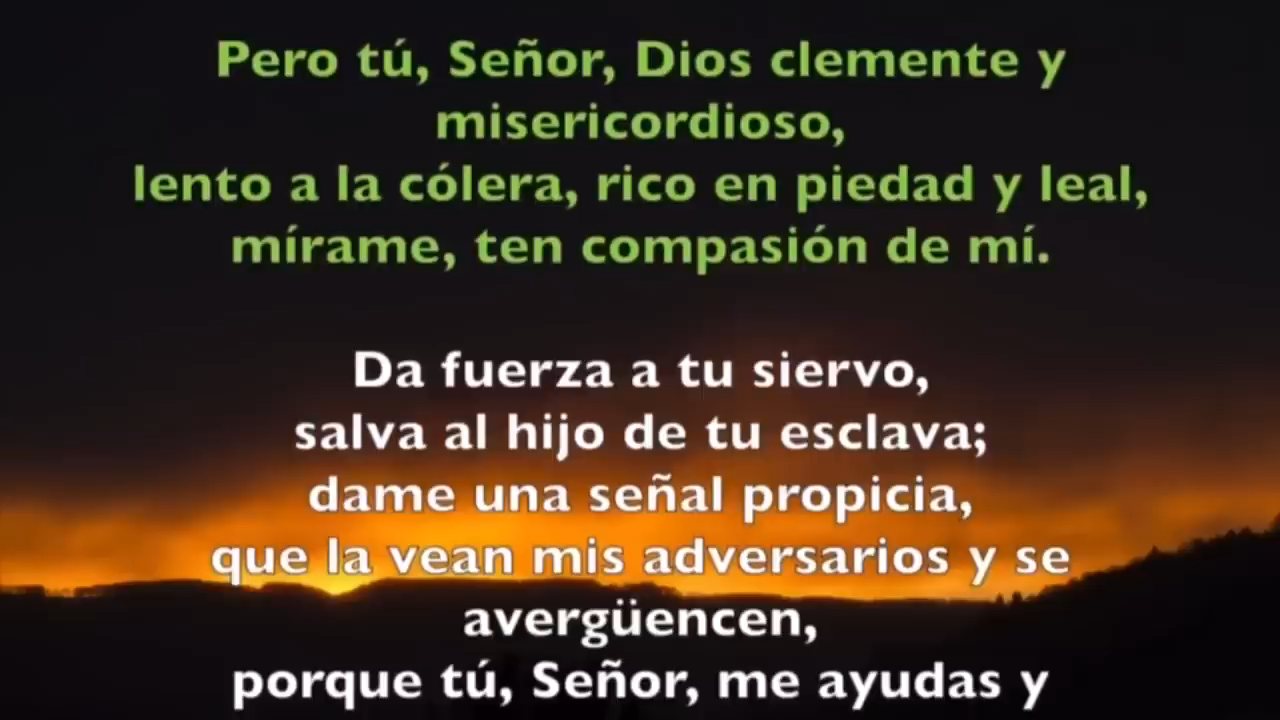 Pero tú, Señor, Dios clemente y
misericordioso,
lento a la cólera, rico en piedad y leal,
mírame, ten compasión de mí.
Da fuerza a tu siervo,
salva al hijo de tu esclava;
dame una señal propicia,
que la vean mis adversarios y se
avergüencen,
porque tú, Señor, me ayudas y